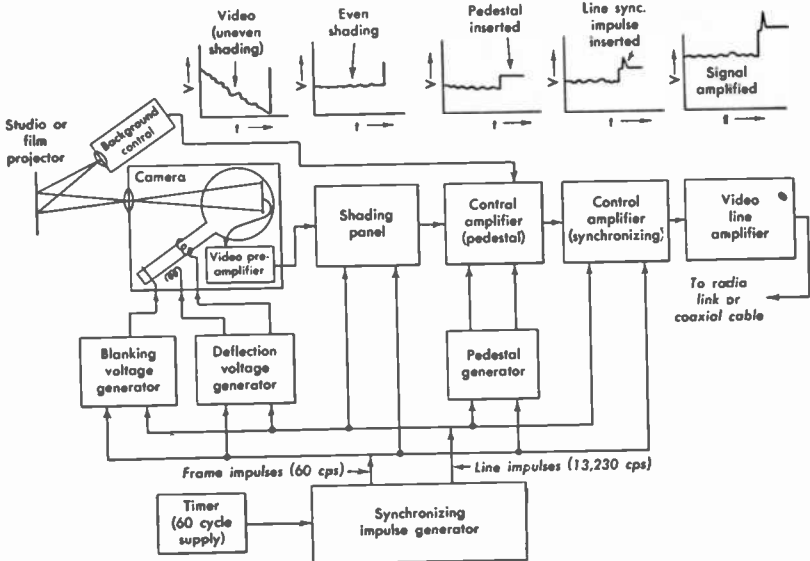 Video
(uneven
shading)
Even
shading
Pedestal
inserted
Line sync.
impulse
inserted
Signal
amplified
V
t
V
t
V
t
V
t
V
tl
Studio or
film
projector
Background
control
Camera
Video pre-
amplifier
Shading
panel
Control
amplifier
(pedestal)
Control
amplifier
(synchronizing)
Video
line
amplifier
To radio
link or
coaxial cable
Blanking
voltage
generator
Deflection
voltage
generator
Pedestal
generator
Frame impulses (60 cps)
Line impulses (13,230 cps)
Timer
(60 cycle
supply)
Synchronizing
impulse generator